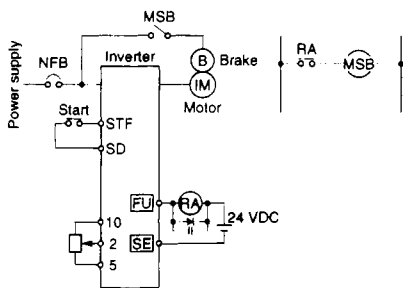 MSB
NFB
Inverter
B
Brake
Power supply
IM
Motor
Start
STF
SD
FU
RA
24 VDC
10
2
SE
5
RA
MSB